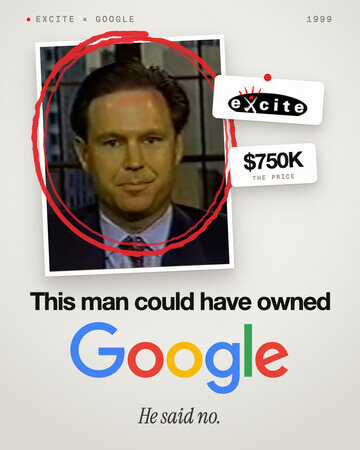 EXCITE × GOOGLE
1999
excite
$750K
THE PRICE
This man could have owned
Google
He said no.